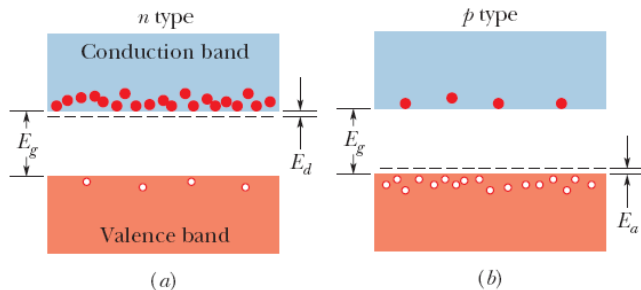 n type
Conduction band
E_g
E_d
Valence band
(a)
p type
E_g
E_a
(b)